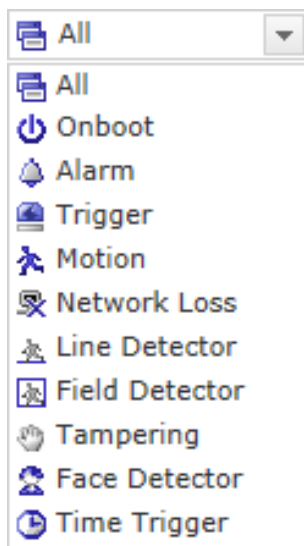 All
All
Onboot
Alarm
Trigger
Motion
Network Loss
Line Detector
Field Detector
Tampering
Face Detector
Time Trigger